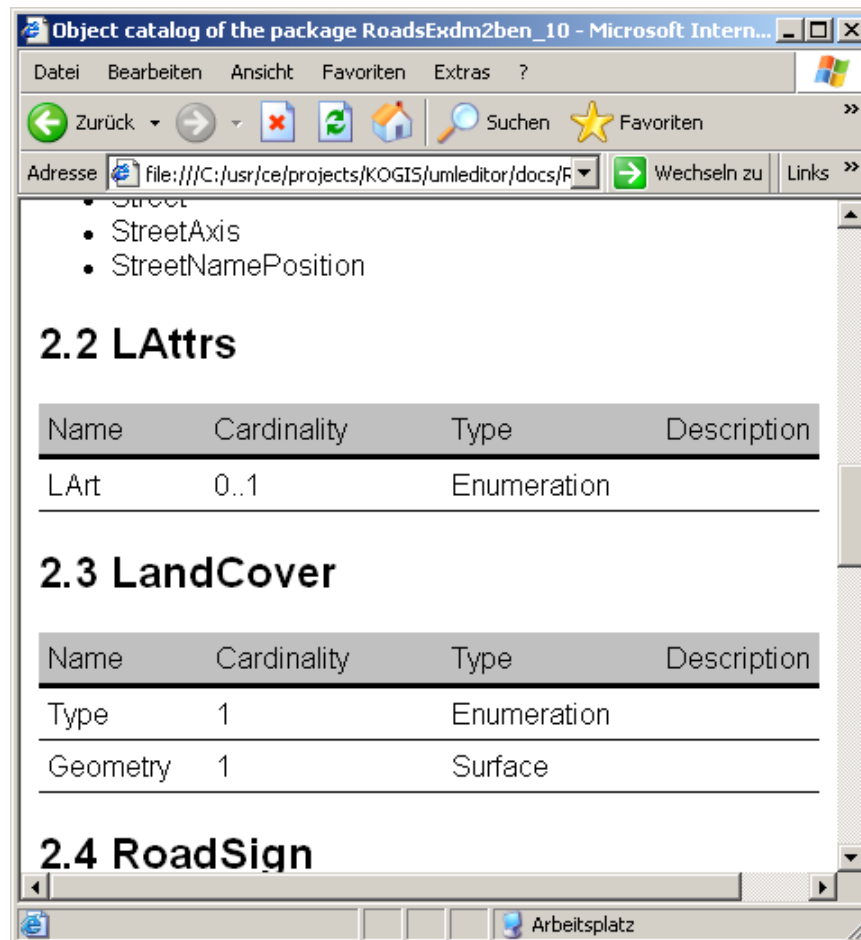 Object catalog of the package RoadsExdm2ben_10 - Microsoft Intern...
Datei Bearbeiten Ansicht Favoriten Extras ?
Zurück Suchen Favoriten »
Adresse file:///C:/usr/ce/projects/KOGIS/umleditor/docs/R Wechseln zu Links »
• Street
• StreetAxis
• StreetNamePosition
2.2 LAttrs
Name Cardinality Type Description
LArt 0..1 Enumeration
2.3 LandCover
Name Cardinality Type Description
Type 1 Enumeration
Geometry 1 Surface
2.4 RoadSign
Arbeitsplatz